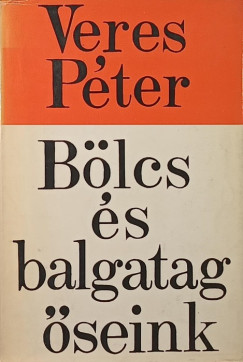 Veres
Péter
Bölcs
és
balgatag
őseink